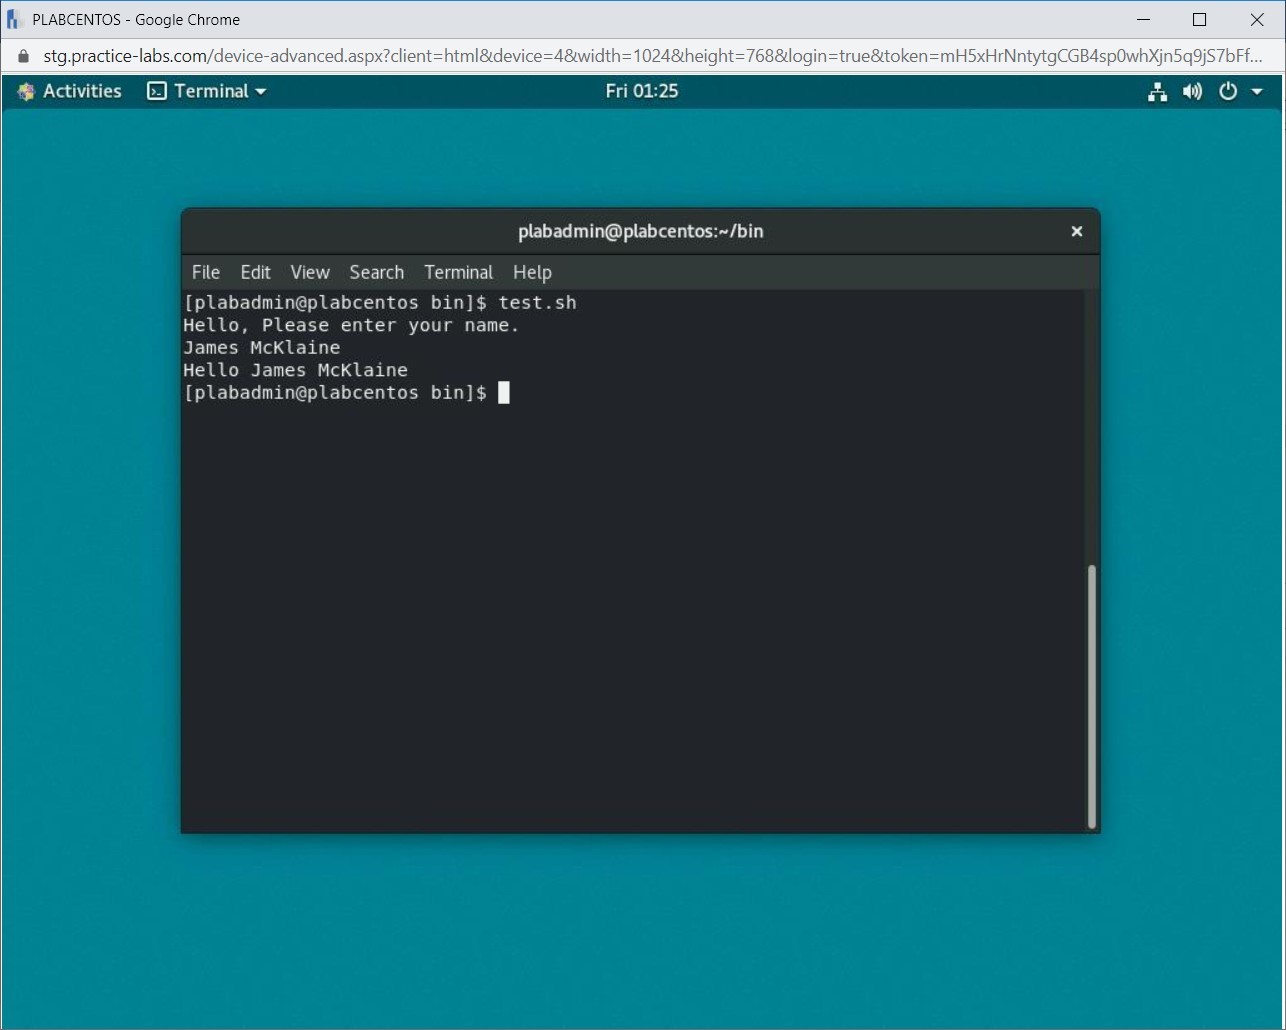 PLABCENTOS - Google Chrome
stg.practice-labs.com/device-advanced.aspx?client=html&device=4&width=1024&height=768&login=true&token=mH5xHrNntytgCGB4sp0whXjn5q9jS7bFf...
Activities Terminal Fri 01:25
plabadmin@plabcentos:~/bin
File Edit View Search Terminal Help
[plabadmin@plabcentos bin]$ test.sh
Hello, Please enter your name.
James McKlaine
Hello James McKlaine
[plabadmin@plabcentos bin]$